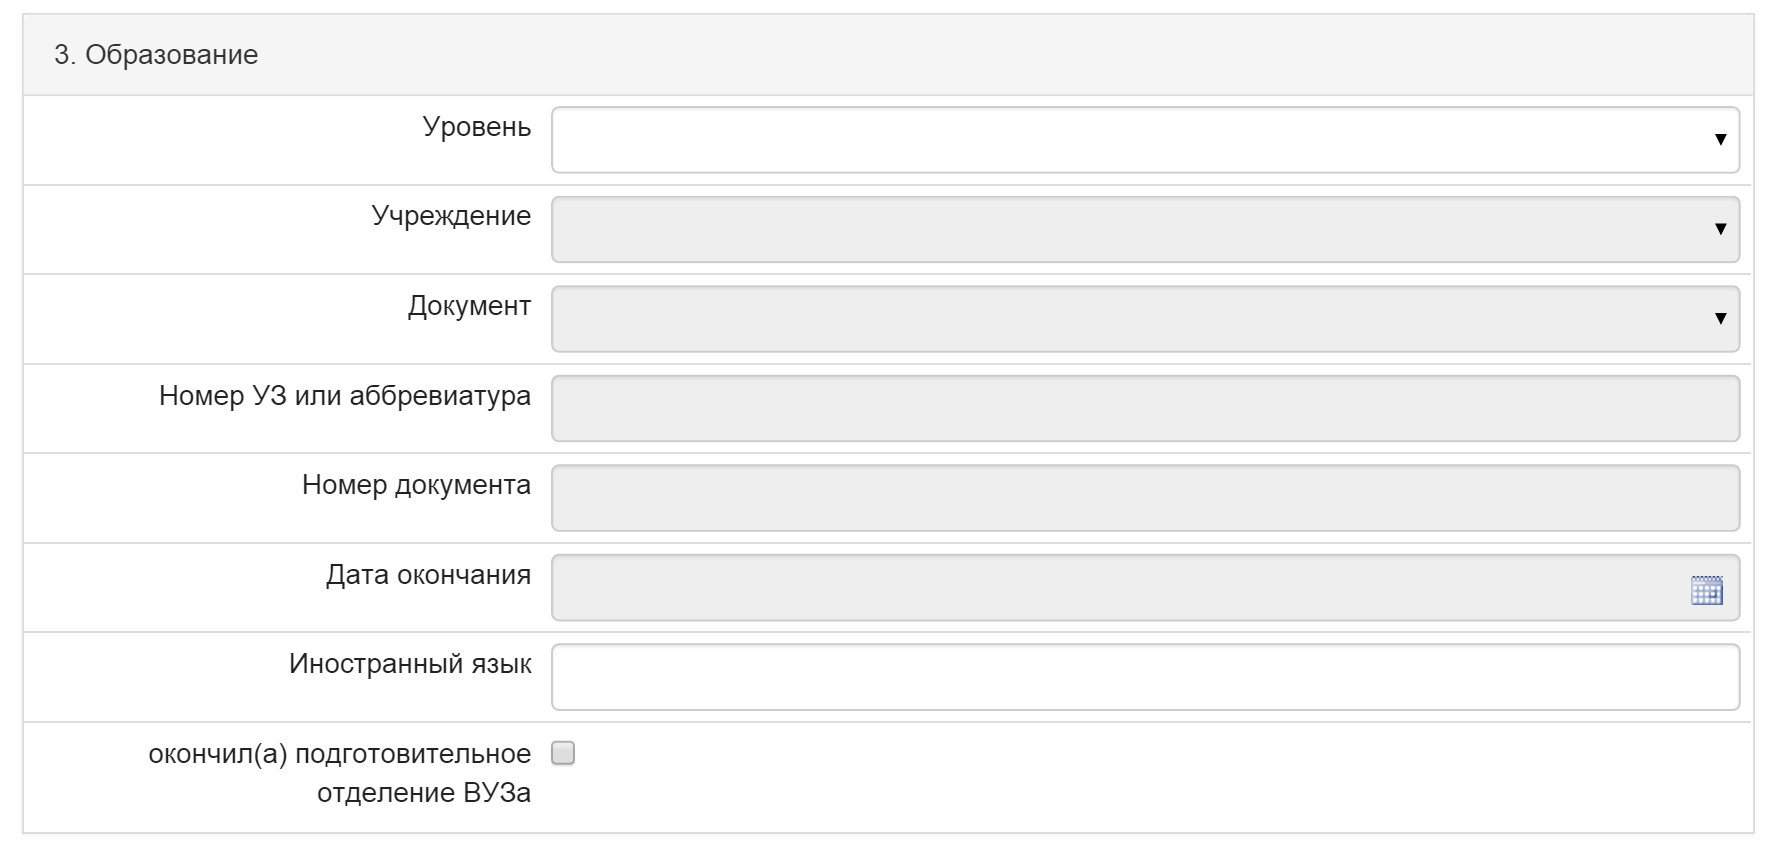 3. Образование
Уровень
Учреждение
Документ
Номер УЗ или аббревиатура
Номер документа
Дата окончания
Иностранный язык
окончил(а) подготовительное
отделение ВУЗа